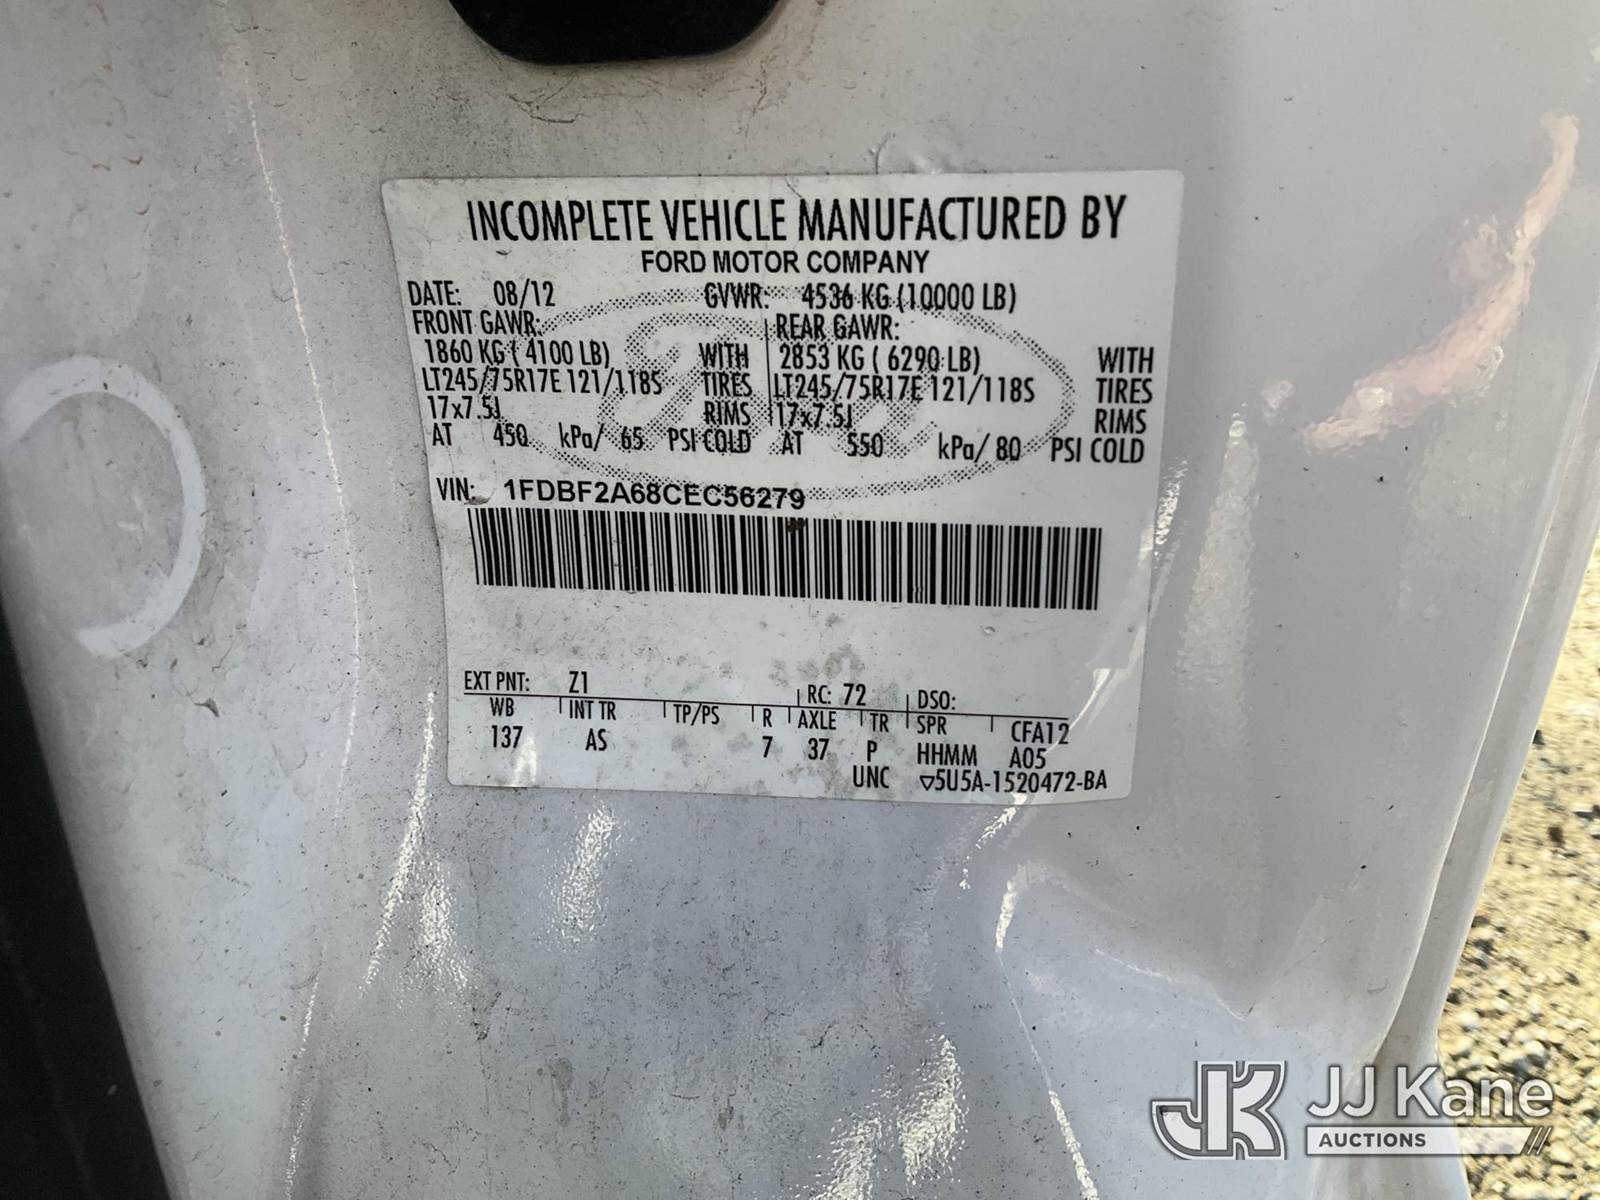 INCOMPLETE VEHICLE MANUFACTURED BY
FORD MOTOR COMPANY
DATE: 08/12 GVWR: 4536 KG (10000 LB)
FRONT GAWR: REAR GAWR:
1860 KG ( 4100 LB) WITH 2853 KG ( 6290 LB) WITH
LT245/75R17E 121/118S TIRES LT245/75R17E 121/118S TIRES
17x7.5J RIMS 17x7.5J RIMS
AT 450 kPa/ 65 PSI COLD AT 550 kPa/ 80 PSI COLD
VIN: 1FDBF2A68CEC56279
EXT PNT: Z1 RC: 72 DSO:
WB INT TR TP/PS R AXLE TR SPR CFA12
137 AS 7 37 P HHMM A05
UNC ▽5U5A-1520472-BA
JK JJ Kane
AUCTIONS